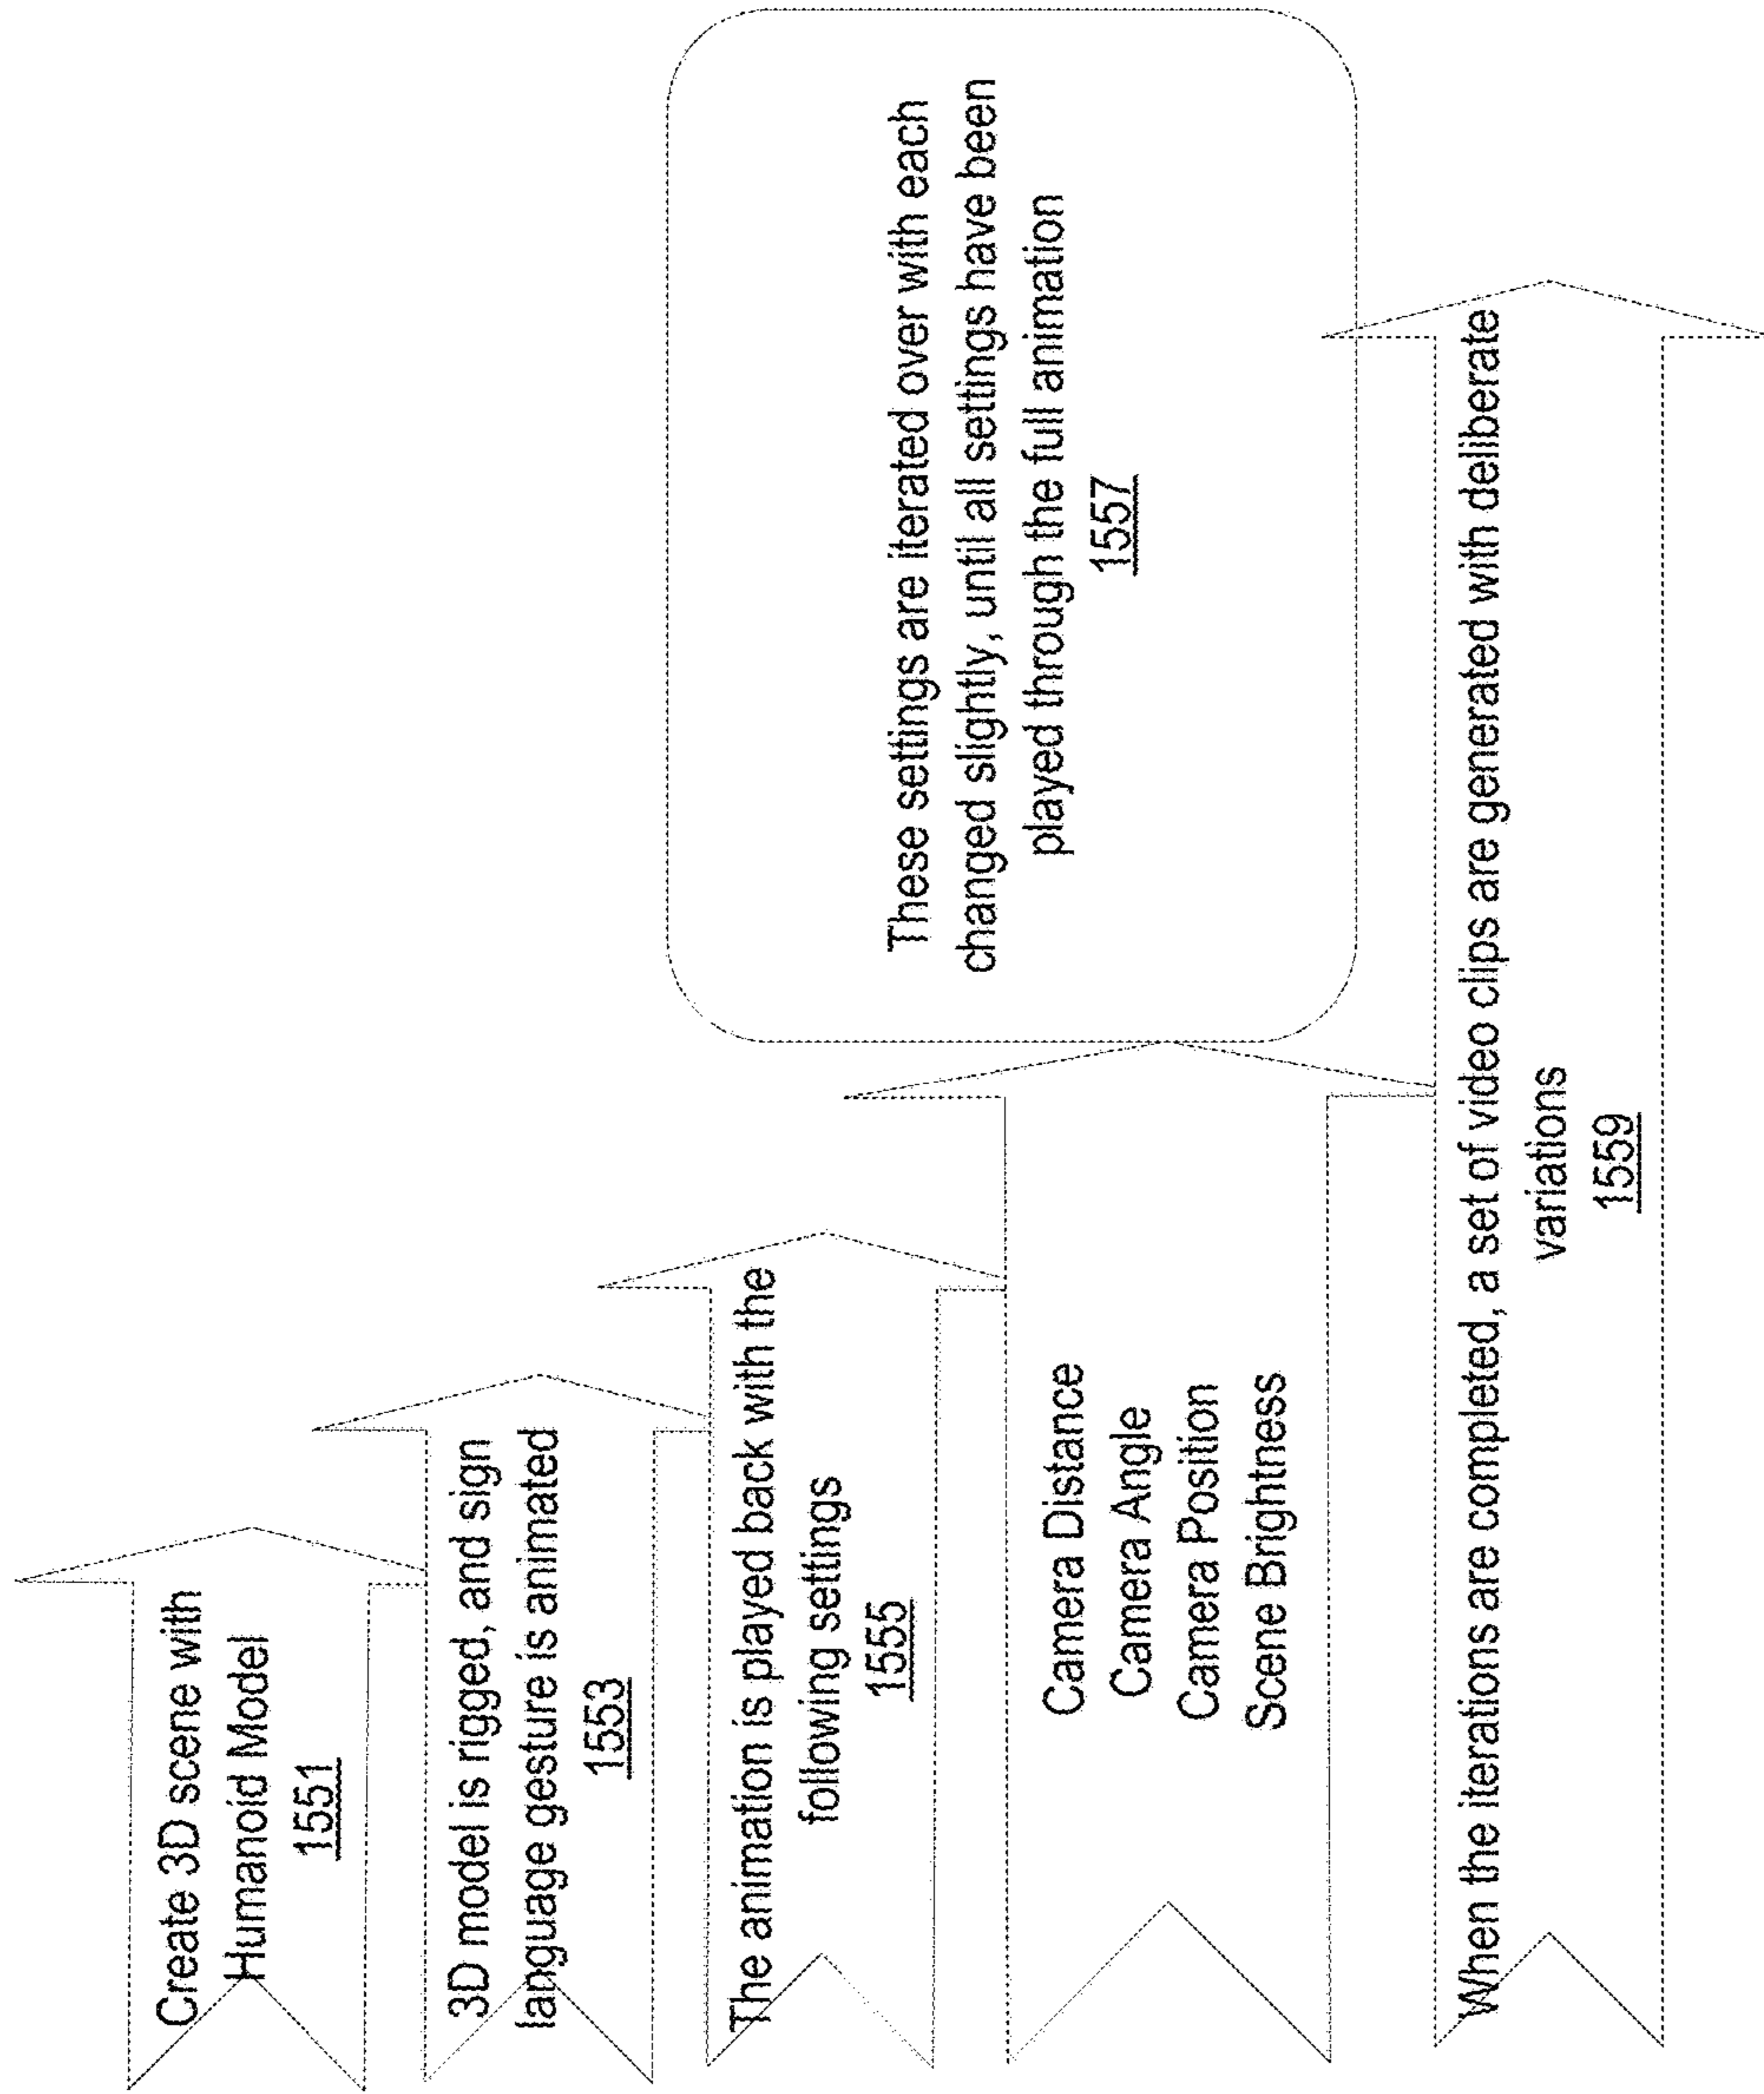 Create 3D scene with
Humanoid Model
1551
3D model is rigged, and sign
language gesture is animated
1553
The animation is played back with the
following settings
1555
Camera Distance
Camera Angle
Camera Position
Scene Brightness
These settings are iterated over with each
changed slightly, until all settings have been
played through the full animation
1557
When the iterations are completed, a set of video clips are generated with deliberate
variations
1559